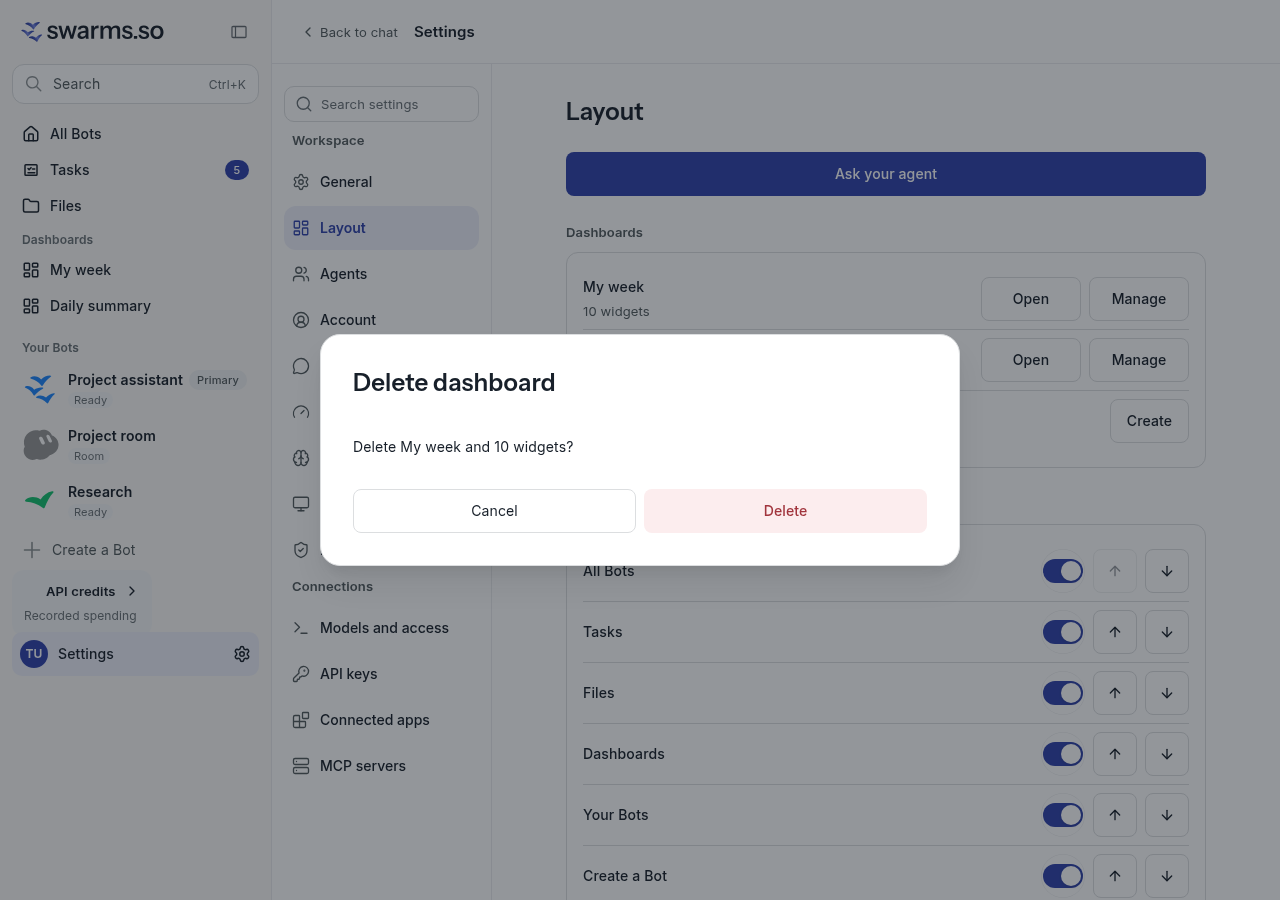 swarms.so
Search
Ctrl+K
All Bots
Tasks
5
Files
Dashboards
My week
Daily summary
Your Bots
Project assistant
Primary
Ready
Project room
Room
Research
Ready
Create a Bot
API credits
Recorded spending
TU
Settings
Back to chat
Settings
Search settings
Workspace
General
Layout
Agents
Account
Connections
Models and access
API keys
Connected apps
MCP servers
Layout
Ask your agent
Dashboards
My week
10 widgets
Open
Manage
Open
Manage
Create
Delete dashboard
Delete My week and 10 widgets?
Cancel
Delete
All Bots
Tasks
Files
Dashboards
Your Bots
Create a Bot